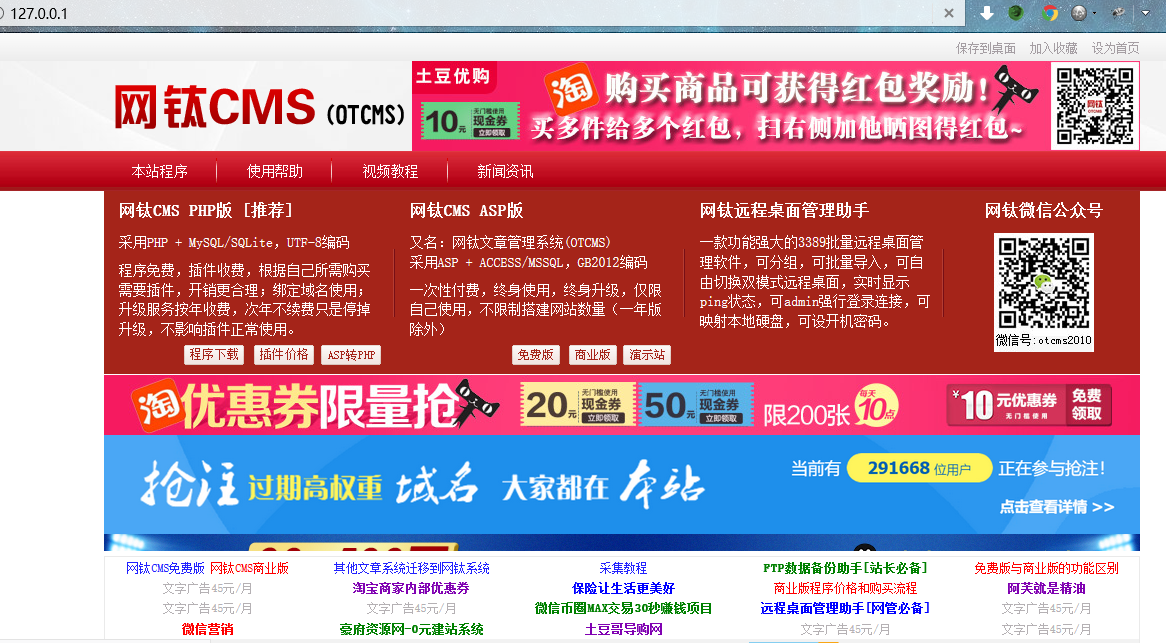 127.0.0.1
保存到桌面 加入收藏 设为首页
网钛CMS (OTCMS)
土豆优购
10元 无门槛使用 现金券 立即领取
淘 购买商品可获得红包奖励!
买多件给多个红包，扫右侧加他晒图得红包~
网钛
本站程序 使用帮助 视频教程 新闻资讯
网钛CMS PHP版 [推荐]
采用PHP + MySQL/SQLite，UTF-8编码
程序免费，插件收费，根据自己所需购买
需要插件，开销更合理；绑定域名使用；
升级服务按年收费，次年不续费只是停掉
升级，不影响插件正常使用。
程序下载 插件价格 ASP转PHP
网钛CMS ASP版
又名：网钛文章管理系统(OTCMS)
采用ASP + ACCESS/MSSQL，GB2012编码
一次性付费，终身使用，终身升级，仅限
自己使用，不限制搭建网站数量（一年版
除外）
免费版 商业版 演示站
网钛远程桌面管理助手
一款功能强大的3389批量远程桌面管
理软件，可分组，可批量导入，可自
由切换双模式远程桌面，实时显示
ping状态，可admin强行登录连接，可
映射本地硬盘，可设开机密码。
网钛微信公众号
微信号:otcms2010
淘 优惠券限量抢 20元 无门槛使用 现金券 立即领取 50元 无门槛使用 现金券 立即领取 限200张 每天10点 ¥10元优惠券 无门槛使用 免费领取
抢注 过期高权重 域名 大家都在 本站
当前有 291668 位用户 正在参与抢注！
点击查看详情 >>
网钛CMS免费版 网钛CMS商业版 其他文章系统迁移到网钛系统 采集教程 FTP数据备份助手[站长必备] 免费版与商业版的功能区别
文字广告45元/月 淘宝商家内部优惠券 保险让生活更美好 商业版程序价格和购买流程 阿芙就是精油
文字广告45元/月 文字广告45元/月 微信币圈MAX交易30秒赚钱项目 远程桌面管理助手[网管必备] 文字广告45元/月
微信营销 豪府资源网-0元建站系统 土豆哥导购网 文字广告45元/月 文字广告45元/月